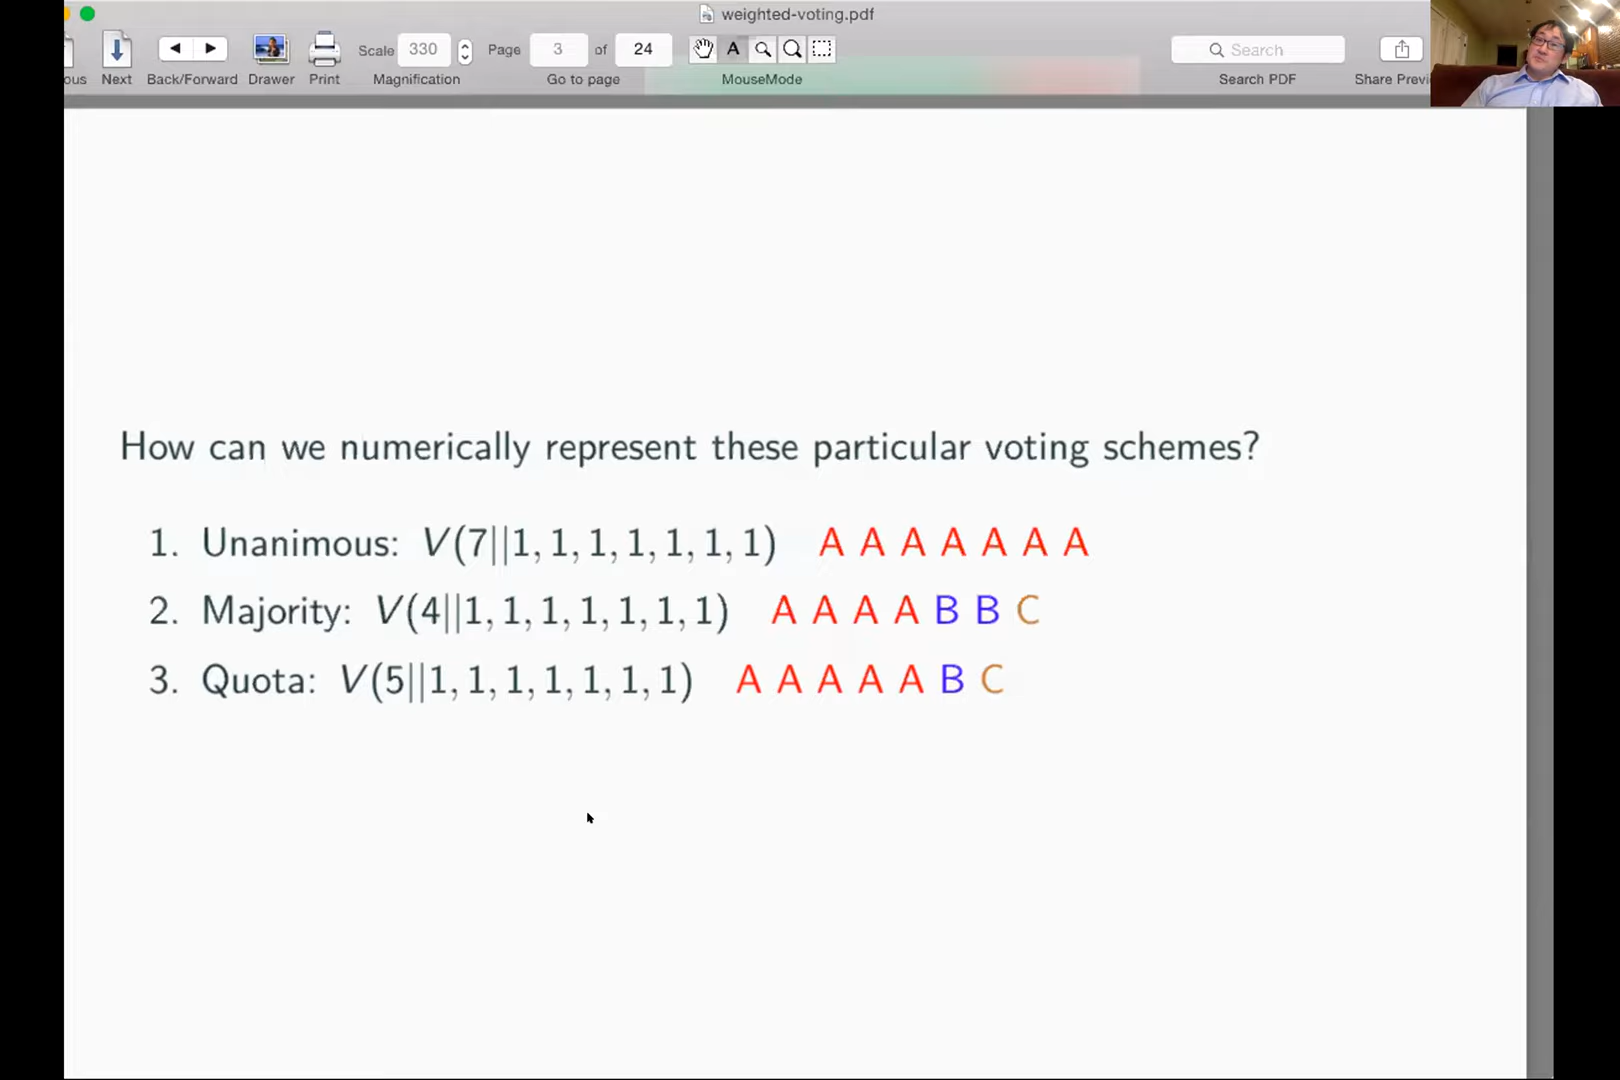 weighted-voting.pdf
ous Next Back/Forward Drawer Print Scale 330 Magnification Page 3 of 24 Go to page A MouseMode Search Search PDF Share Previ
How can we numerically represent these particular voting schemes?
1. Unanimous: V(7||1, 1, 1, 1, 1, 1, 1) A A A A A A A
2. Majority: V(4||1, 1, 1, 1, 1, 1, 1) A A A A B B C
3. Quota: V(5||1, 1, 1, 1, 1, 1, 1) A A A A A B C